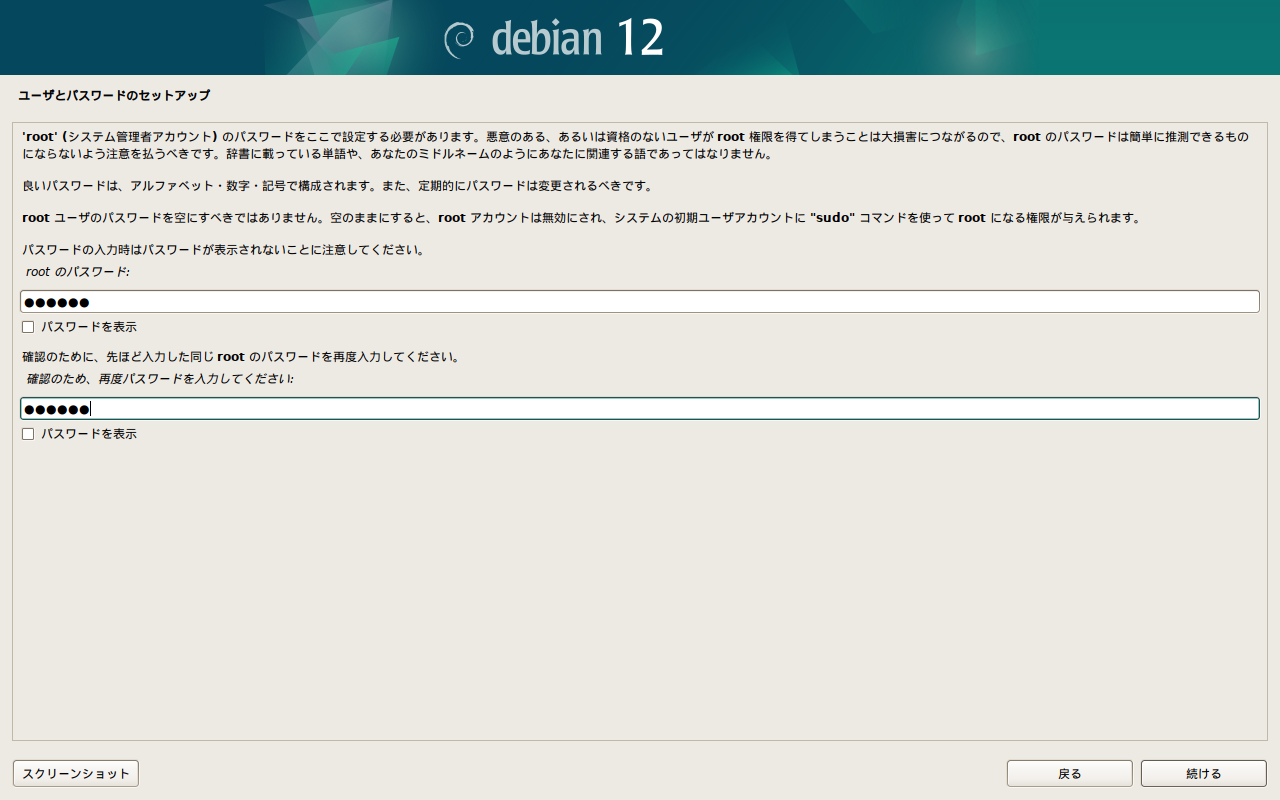 debian 12
ユーザとパスワードのセットアップ
'root' (システム管理者アカウント) のパスワードをここで設定する必要があります。悪意のある、あるいは資格のないユーザが root 権限を得てしまうことは大損害につながるので、root のパスワードは簡単に推測できるもの
にならないよう注意を払うべきです。辞書に載っている単語や、あなたのミドルネームのようにあなたに関連する語であってはなりません。
良いパスワードは、アルファベット・数字・記号で構成されます。また、定期的にパスワードは変更されるべきです。
root ユーザのパスワードを空にすべきではありません。空のままにすると、root アカウントは無効にされ、システムの初期ユーザアカウントに "sudo" コマンドを使って root になる権限が与えられます。
パスワードの入力時はパスワードが表示されないことに注意してください。
root のパスワード:
●●●●●●
パスワードを表示
確認のために、先ほど入力した同じ root のパスワードを再度入力してください。
確認のため、再度パスワードを入力してください:
●●●●●●
パスワードを表示
スクリーンショット
戻る
続ける